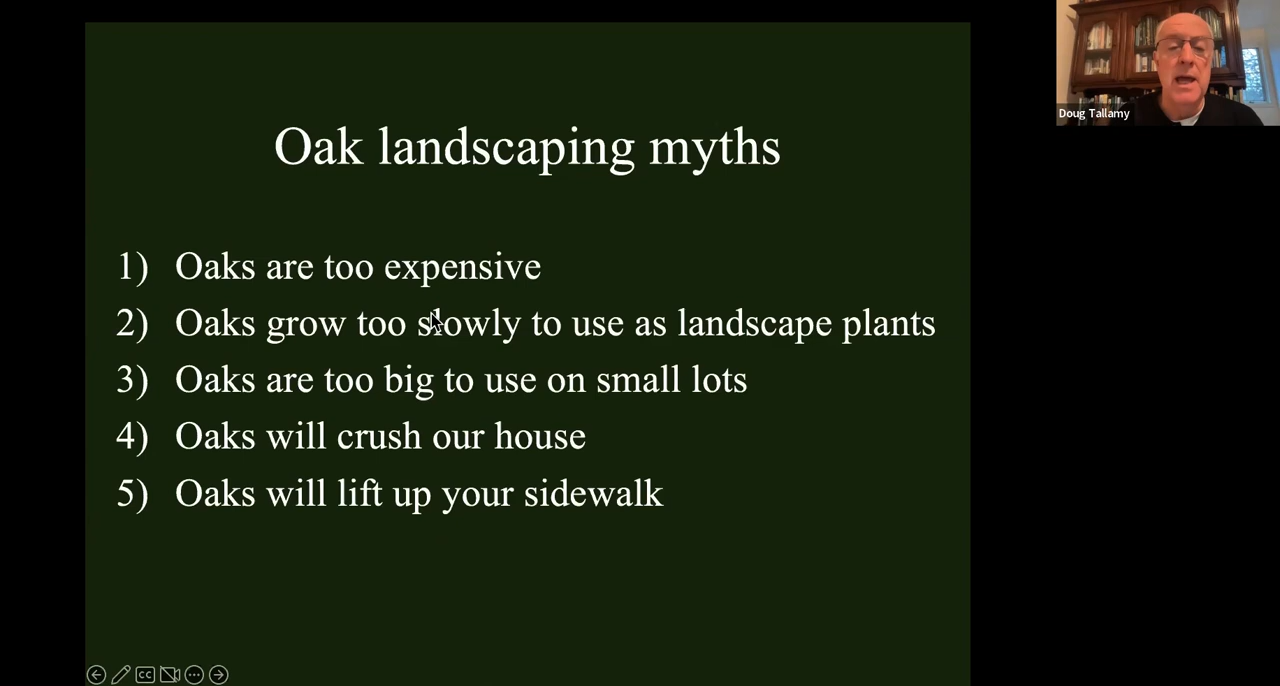 Oak landscaping myths
1) Oaks are too expensive
2) Oaks grow too slowly to use as landscape plants
3) Oaks are too big to use on small lots
4) Oaks will crush our house
5) Oaks will lift up your sidewalk
Doug Tallamy
CC